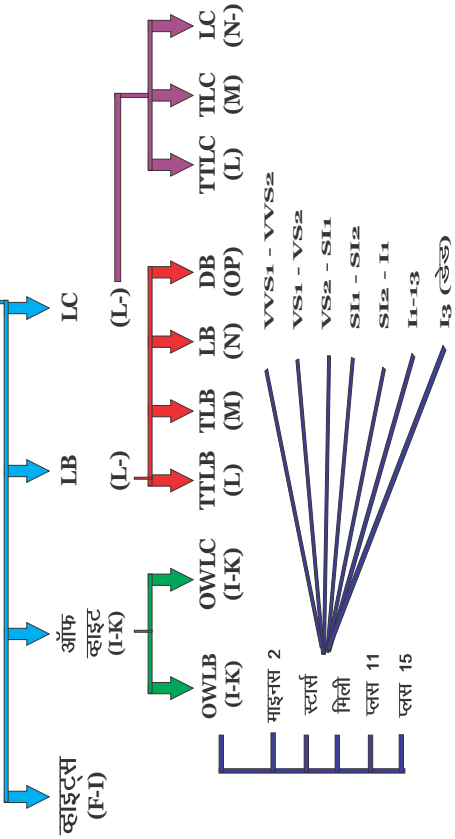 व्हाइट्स ऑफ LB LC
(F-I) व्हाइट (L-) (L-)
(I-K)
OWLB OWLC TTLB TLB LB DB TTLC TLC LC
(I-K) (I-K) (L) (M) (N) (OP) (L) (M) (N-)
माइनस 2 VVS1 - VVS2
स्टार्स VS1 - VS2
मिली VS2 - SI1
प्लस 11 SI1 - SI2
प्लस 15 SI2 - I1
I1-13
I3 (डेड)